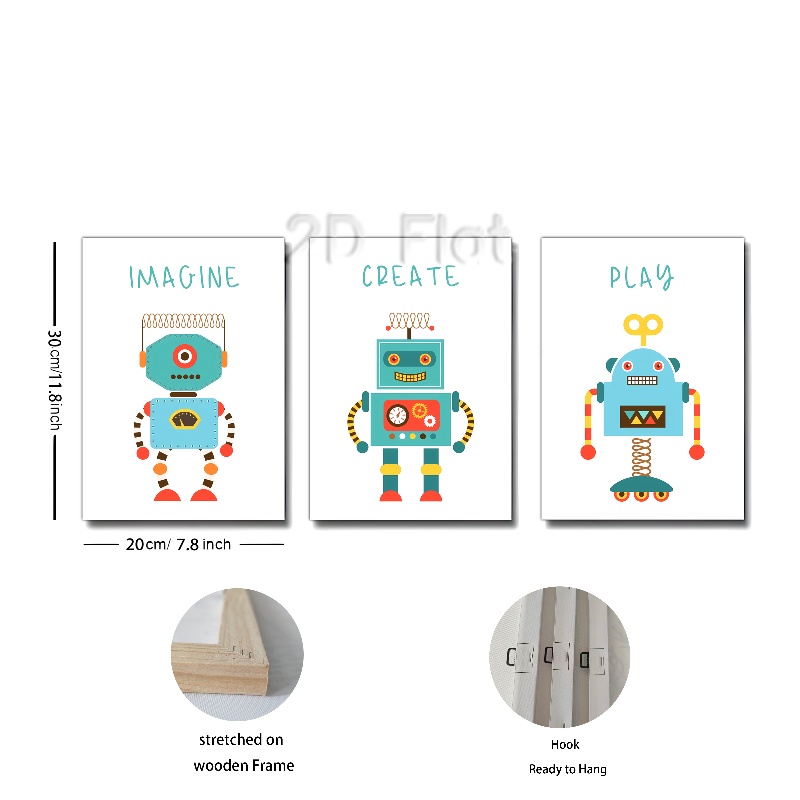 2D Flat
IMAGINE
CREATE
PLAY
30cm/11.8inch
20cm/ 7.8 inch
stretched on
wooden Frame
Hook
Ready to Hang